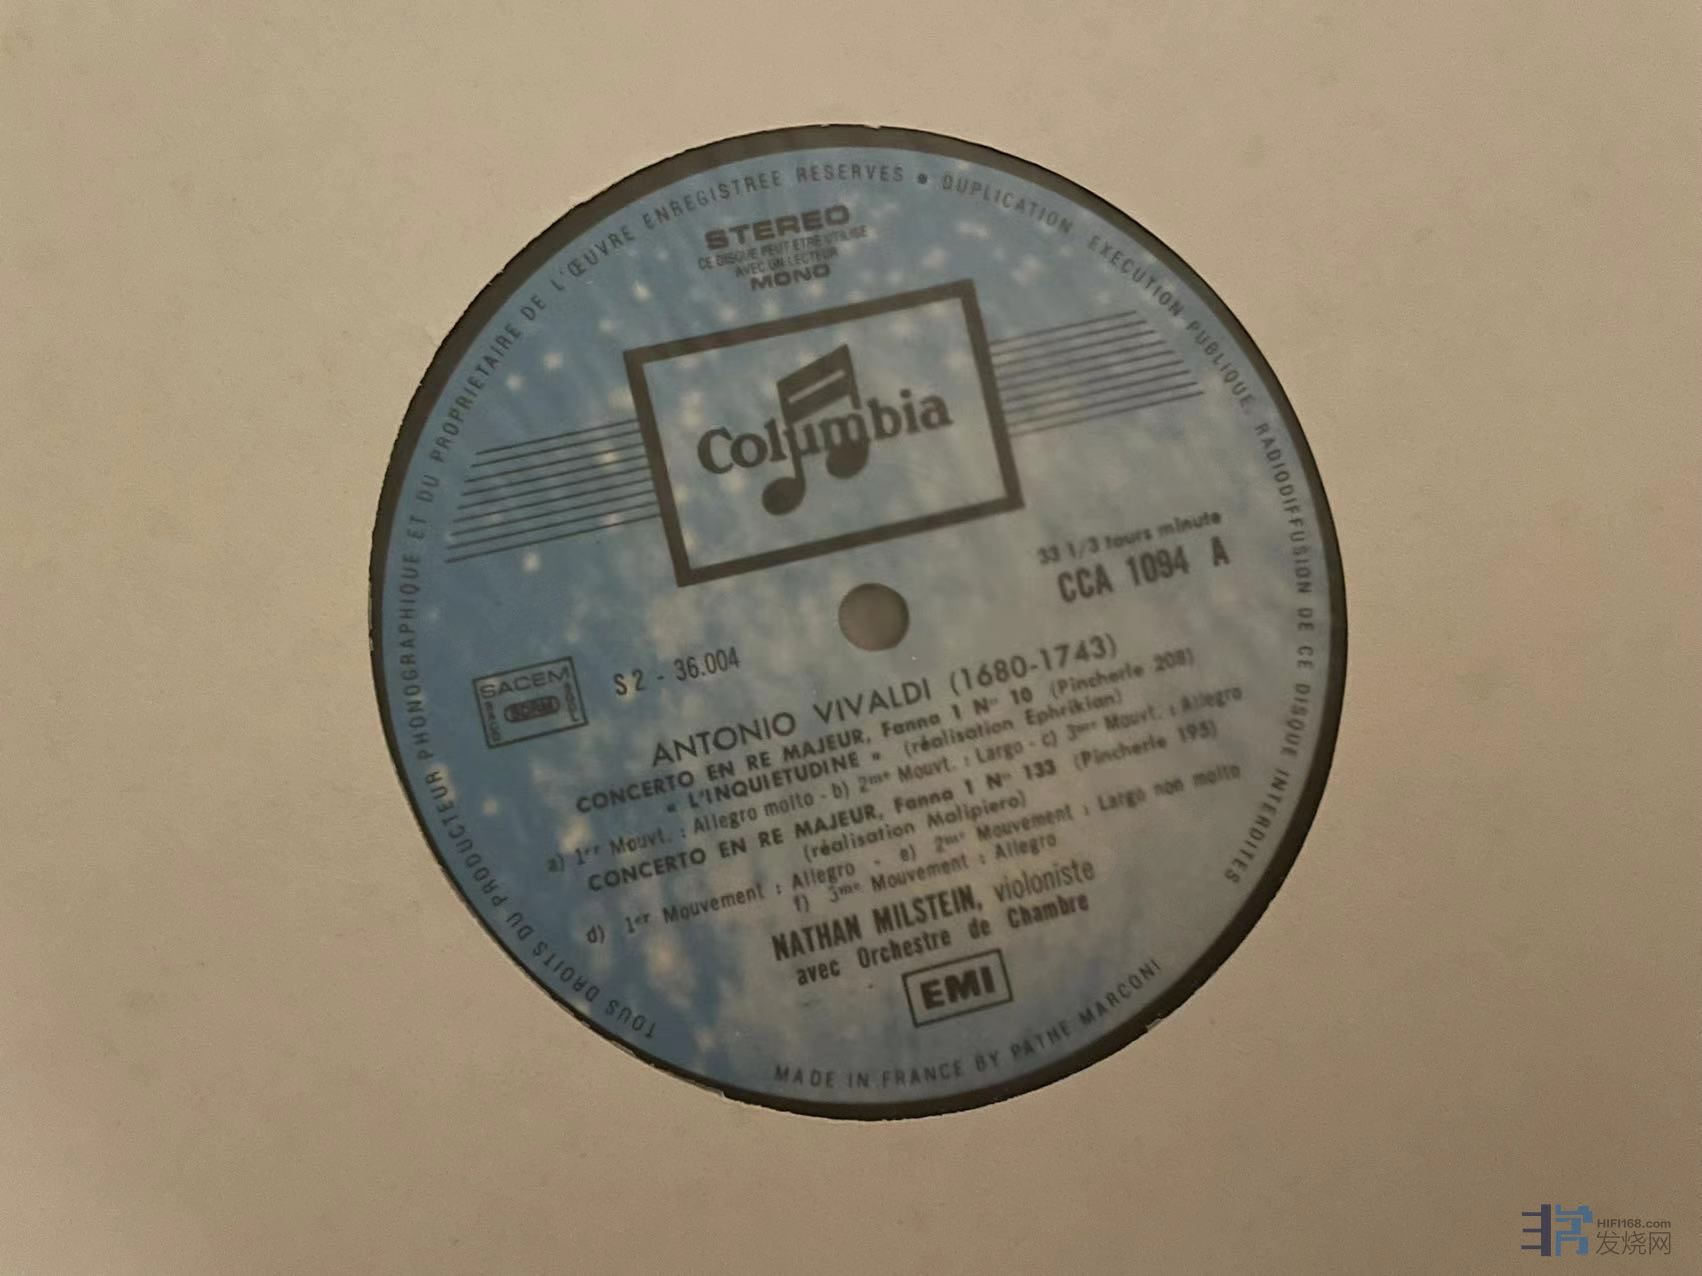 TOUS DROITS DU PRODUCTEUR PHONOGRAPHIQUE ET DU PROPRIETAIRE DE L'ŒUVRE ENREGISTREE RESERVES • DUPLICATION EXECUTION PUBLIQUE RADIODIFFUSION DE CE DISQUE INTERDITES
STEREO
CE DISQUE PEUT ETRE UTILISE
AVEC UN LECTEUR
MONO
Columbia
33 1/3 tours minute
CCA 1094 A
SACEM
S 2 - 36.004
ANTONIO VIVALDI (1680-1743)
CONCERTO EN RE MAJEUR, Fanna 1 N° 10 (Pincherle 208)
« L'INQUIETUDINE » (réalisation Ephrikian)
a) 1er Mouvt. : Allegro molto - b) 2me Mouvt. : Largo - c) 3me Mouvt. : Allegro
CONCERTO EN RE MAJEUR, Fanna 1 N° 133 (Pincherle 195)
(réalisation Malipiero)
d) 1er Mouvement : Allegro - e) 2me Mouvement : Largo non molto
f) 3me Mouvement : Allegro
NATHAN MILSTEIN, violoniste
avec Orchestre de Chambre
EMI
MADE IN FRANCE BY PATHE MARCONI
HIFI168.com
发烧网